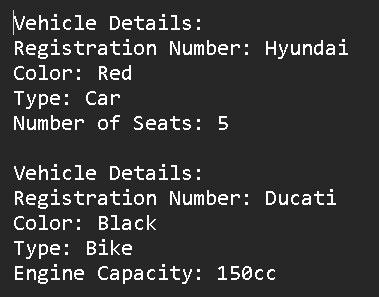 Vehicle Details:
Registration Number: Hyundai
Color: Red
Type: Car
Number of Seats: 5
Vehicle Details:
Registration Number: Ducati
Color: Black
Type: Bike
Engine Capacity: 150cc